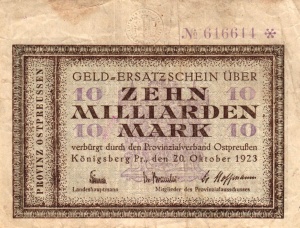 № 616644 *
PROVINZ OSTPREUSSEN
GELD-ERSATZSCHEIN ÜBER
10 ZEHN 10
MILLIARDEN
10 MARK 10
verbürgt durch den Provinzialverband Ostpreußen
Königsberg Pr., den 20. Oktober 1923
Landeshauptmann Mitglieder des Provinzialausschusses